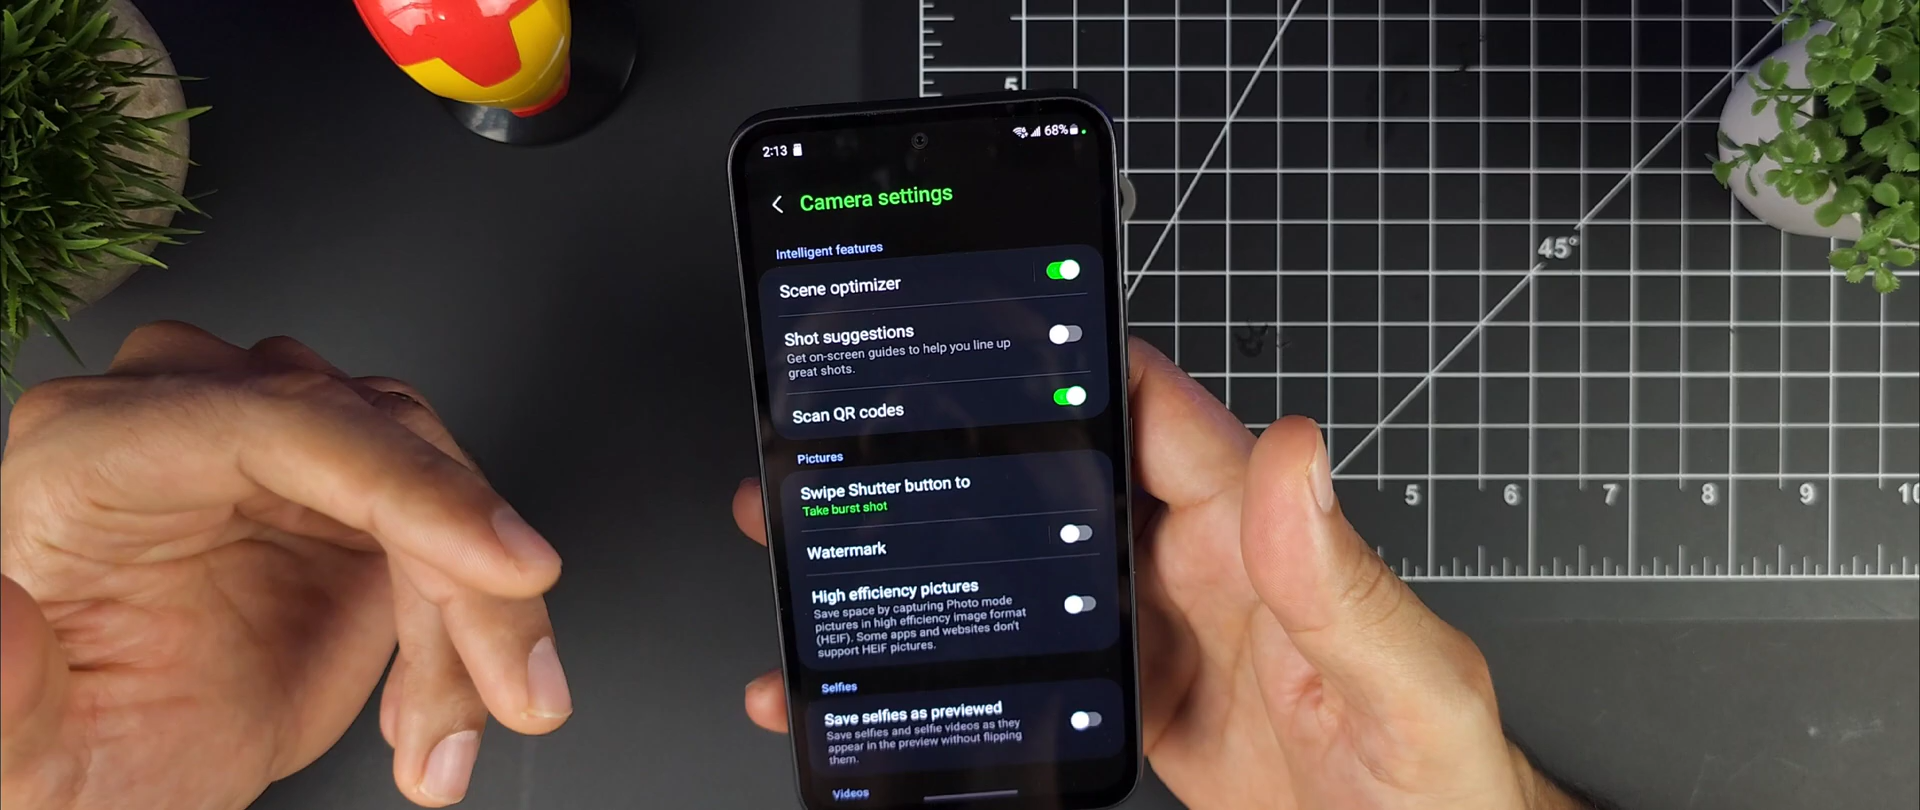 5
2:13
68%
Camera settings
Intelligent features
Scene optimizer
Shot suggestions
Get on-screen guides to help you line up
great shots.
Scan QR codes
Pictures
Swipe Shutter button to
Take burst shot
Watermark
High efficiency pictures
Save space by capturing Photo mode
pictures in high efficiency image format
(HEIF). Some apps and websites don't
support HEIF pictures.
Selfies
Save selfies as previewed
Save selfies and selfie videos as they
appear in the preview without flipping
them.
Videos
45°
5 6 7 8 9 10